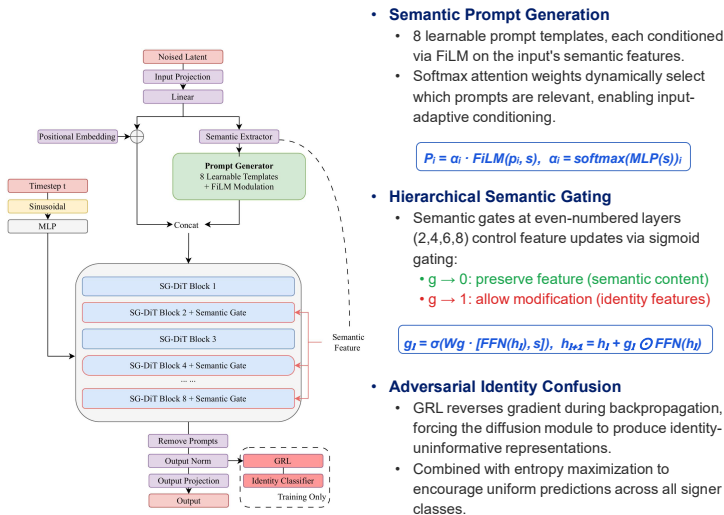 Noised Latent
Input Projection
Linear
Positional Embedding
Semantic Extractor
Prompt Generator
8 Learnable Templates
+ FiLM Modulation
Timestep t
Sinusoidal
MLP
Concat
SG-DiT Block 1
SG-DiT Block 2 + Semantic Gate
SG-DiT Block 3
SG-DiT Block 4 + Semantic Gate
... ...
SG-DiT Block 8 + Semantic Gate
Semantic
Feature
Remove Prompts
Output Norm
GRL
Output Projection
Identity Classifier
Training Only
Output
• Semantic Prompt Generation
• 8 learnable prompt templates, each conditioned
via FiLM on the input's semantic features.
• Softmax attention weights dynamically select
which prompts are relevant, enabling input-
adaptive conditioning.
Pᵢ = αᵢ · FiLM(pᵢ, s), αᵢ = softmax(MLP(s))ᵢ
• Hierarchical Semantic Gating
• Semantic gates at even-numbered layers
(2,4,6,8) control feature updates via sigmoid
gating:
• g → 0: preserve feature (semantic content)
• g → 1: allow modification (identity features)
g_l = σ(Wg · [FFN(h_l), s]), h_{l+1} = h_l + g_l ⊙ FFN(h_l)
• Adversarial Identity Confusion
• GRL reverses gradient during backpropagation,
forcing the diffusion module to produce identity-
uninformative representations.
• Combined with entropy maximization to
encourage uniform predictions across all signer
classes.